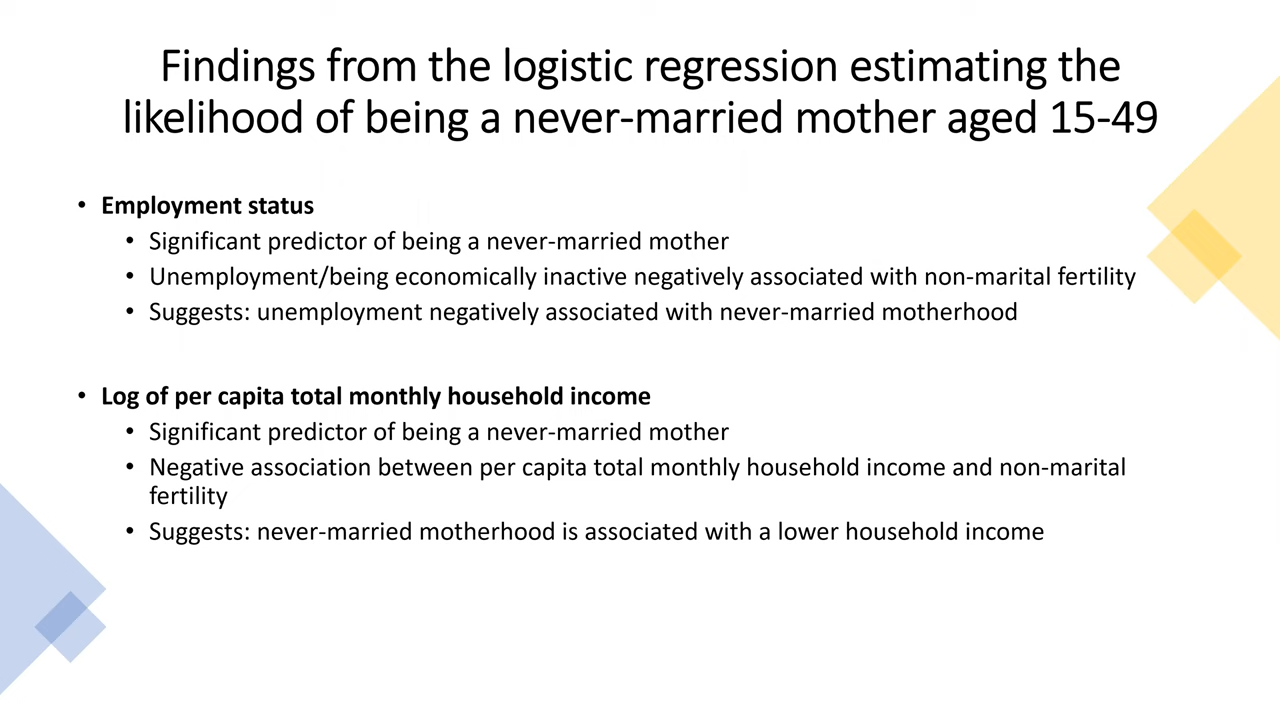 Findings from the logistic regression estimating the
likelihood of being a never-married mother aged 15-49
• Employment status
• Significant predictor of being a never-married mother
• Unemployment/being economically inactive negatively associated with non-marital fertility
• Suggests: unemployment negatively associated with never-married motherhood
• Log of per capita total monthly household income
• Significant predictor of being a never-married mother
• Negative association between per capita total monthly household income and non-marital
fertility
• Suggests: never-married motherhood is associated with a lower household income